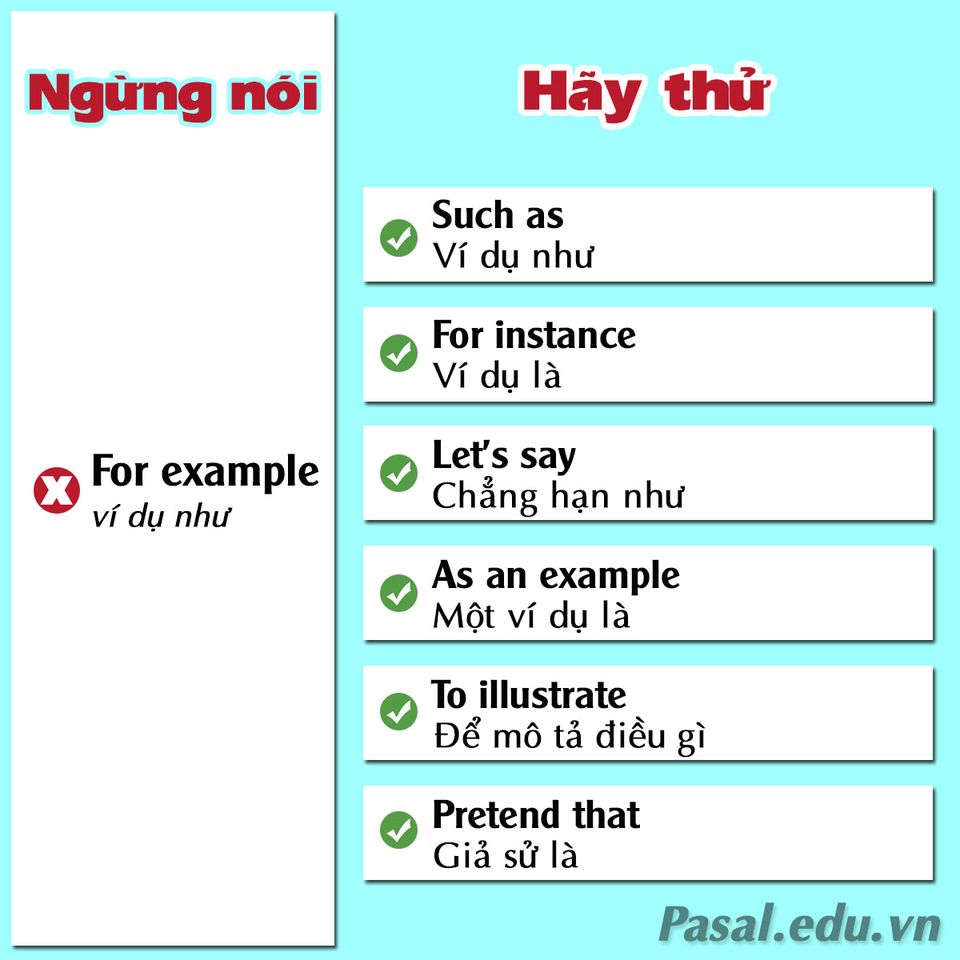 Ngừng nói
Hãy thử
For example
ví dụ như
Such as
Ví dụ như
For instance
Ví dụ là
Let's say
Chẳng hạn như
As an example
Một ví dụ là
To illustrate
Để mô tả điều gì
Pretend that
Giả sử là
Pasal.edu.vn